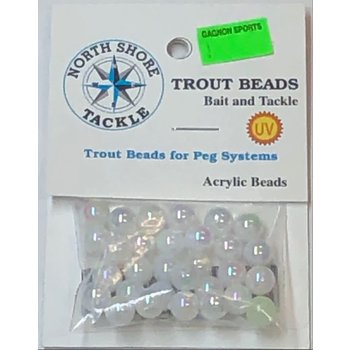 NORTH SHORE
TACKLE
GAGNON SPORTS
TROUT BEADS
Bait and Tackle
UV
Trout Beads for Peg Systems
Acrylic Beads